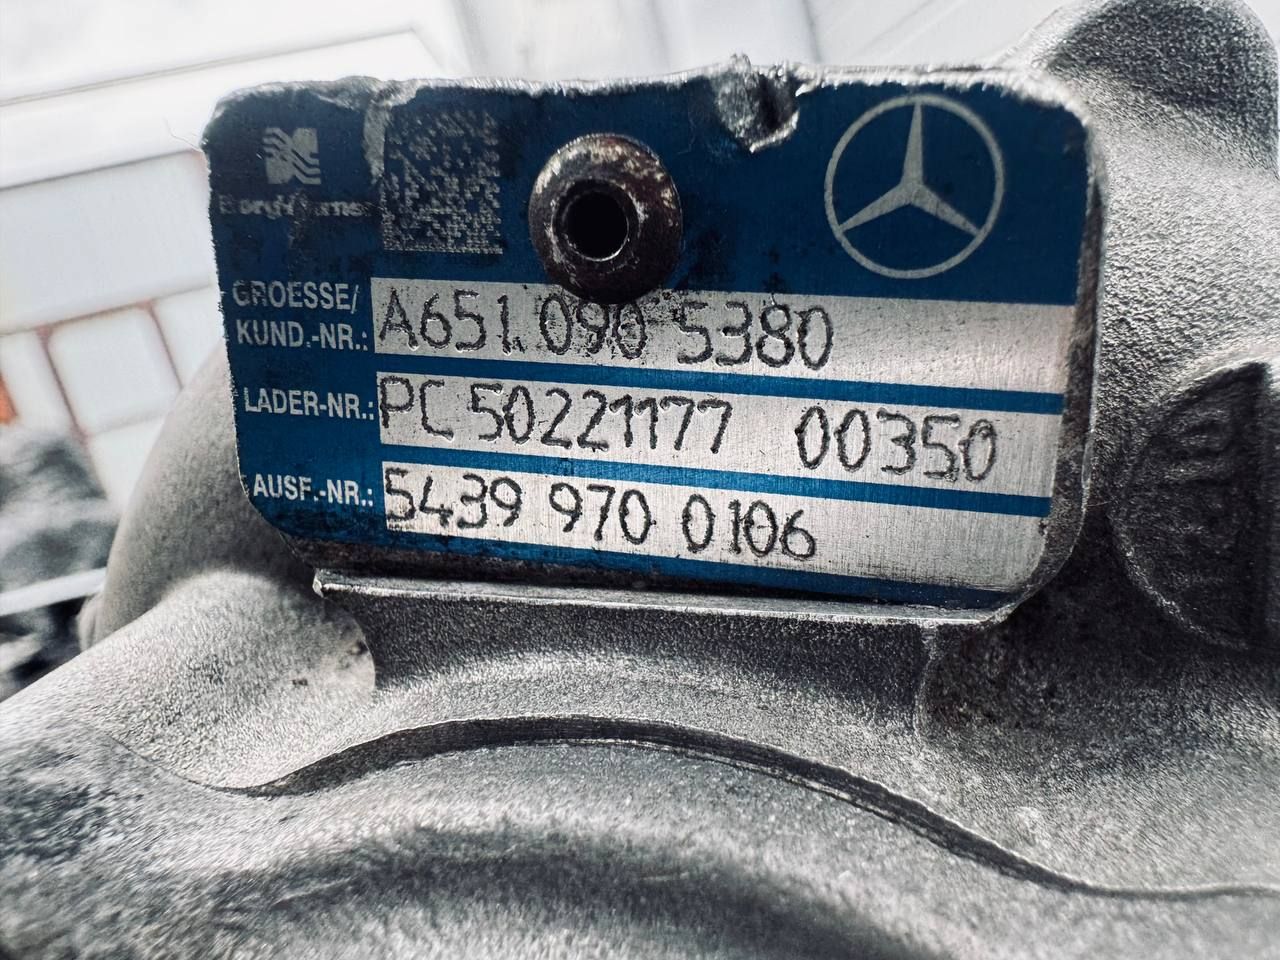 BorgWarner
GROESSE/
KUND.-NR.: A651 090 5380
LADER-NR.: PC 50221177 00350
AUSF.-NR.: 5439 970 0106